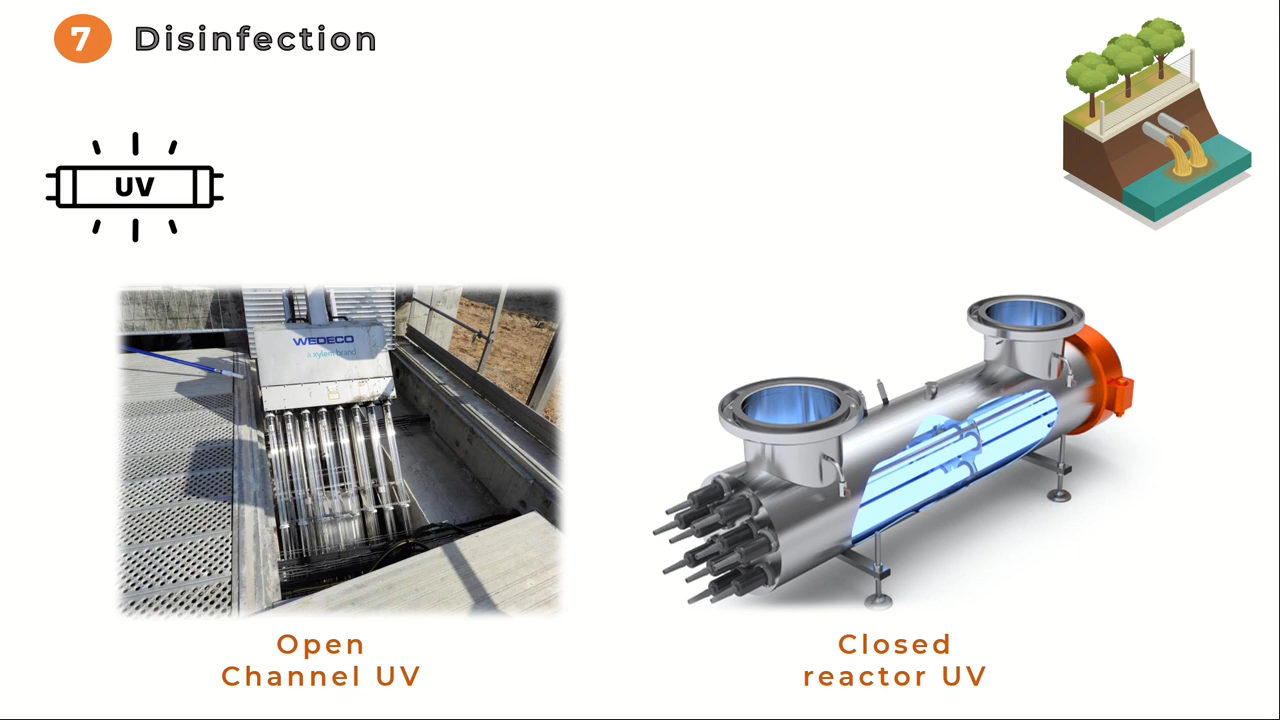 7 Disinfection
UV
WEDECO
a xylem brand
Open
Channel UV
Closed
reactor UV